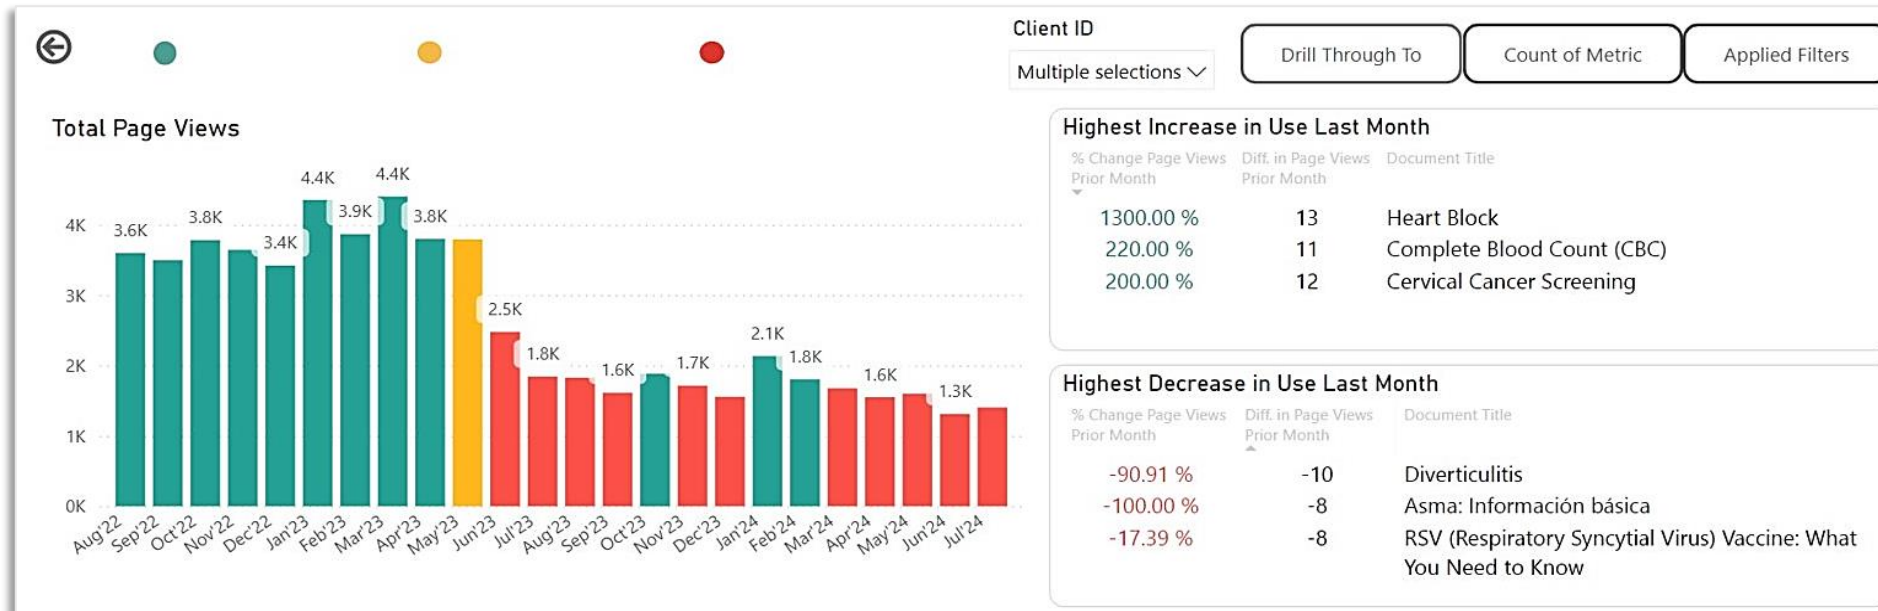 Client ID
Multiple selections
Drill Through To
Count of Metric
Applied Filters
Total Page Views
4K
3K
2K
1K
0K
3.6K
3.8K
3.4K
4.4K
3.9K
4.4K
3.8K
2.5K
1.8K
1.6K
1.7K
2.1K
1.8K
1.6K
1.3K
Aug'22
Sep'22
Oct'22
Nov'22
Dec'22
Jan'23
Feb'23
Mar'23
Apr'23
May'23
Jun'23
Jul'23
Aug'23
Sep'23
Oct'23
Nov'23
Dec'23
Jan'24
Feb'24
Mar'24
Apr'24
May'24
Jun'24
Jul'24
Highest Increase in Use Last Month
% Change Page Views Diff. in Page Views Document Title
Prior Month Prior Month
1300.00 % 13 Heart Block
220.00 % 11 Complete Blood Count (CBC)
200.00 % 12 Cervical Cancer Screening
Highest Decrease in Use Last Month
% Change Page Views Diff. in Page Views Document Title
Prior Month Prior Month
-90.91 % -10 Diverticulitis
-100.00 % -8 Asma: Información básica
-17.39 % -8 RSV (Respiratory Syncytial Virus) Vaccine: What
You Need to Know